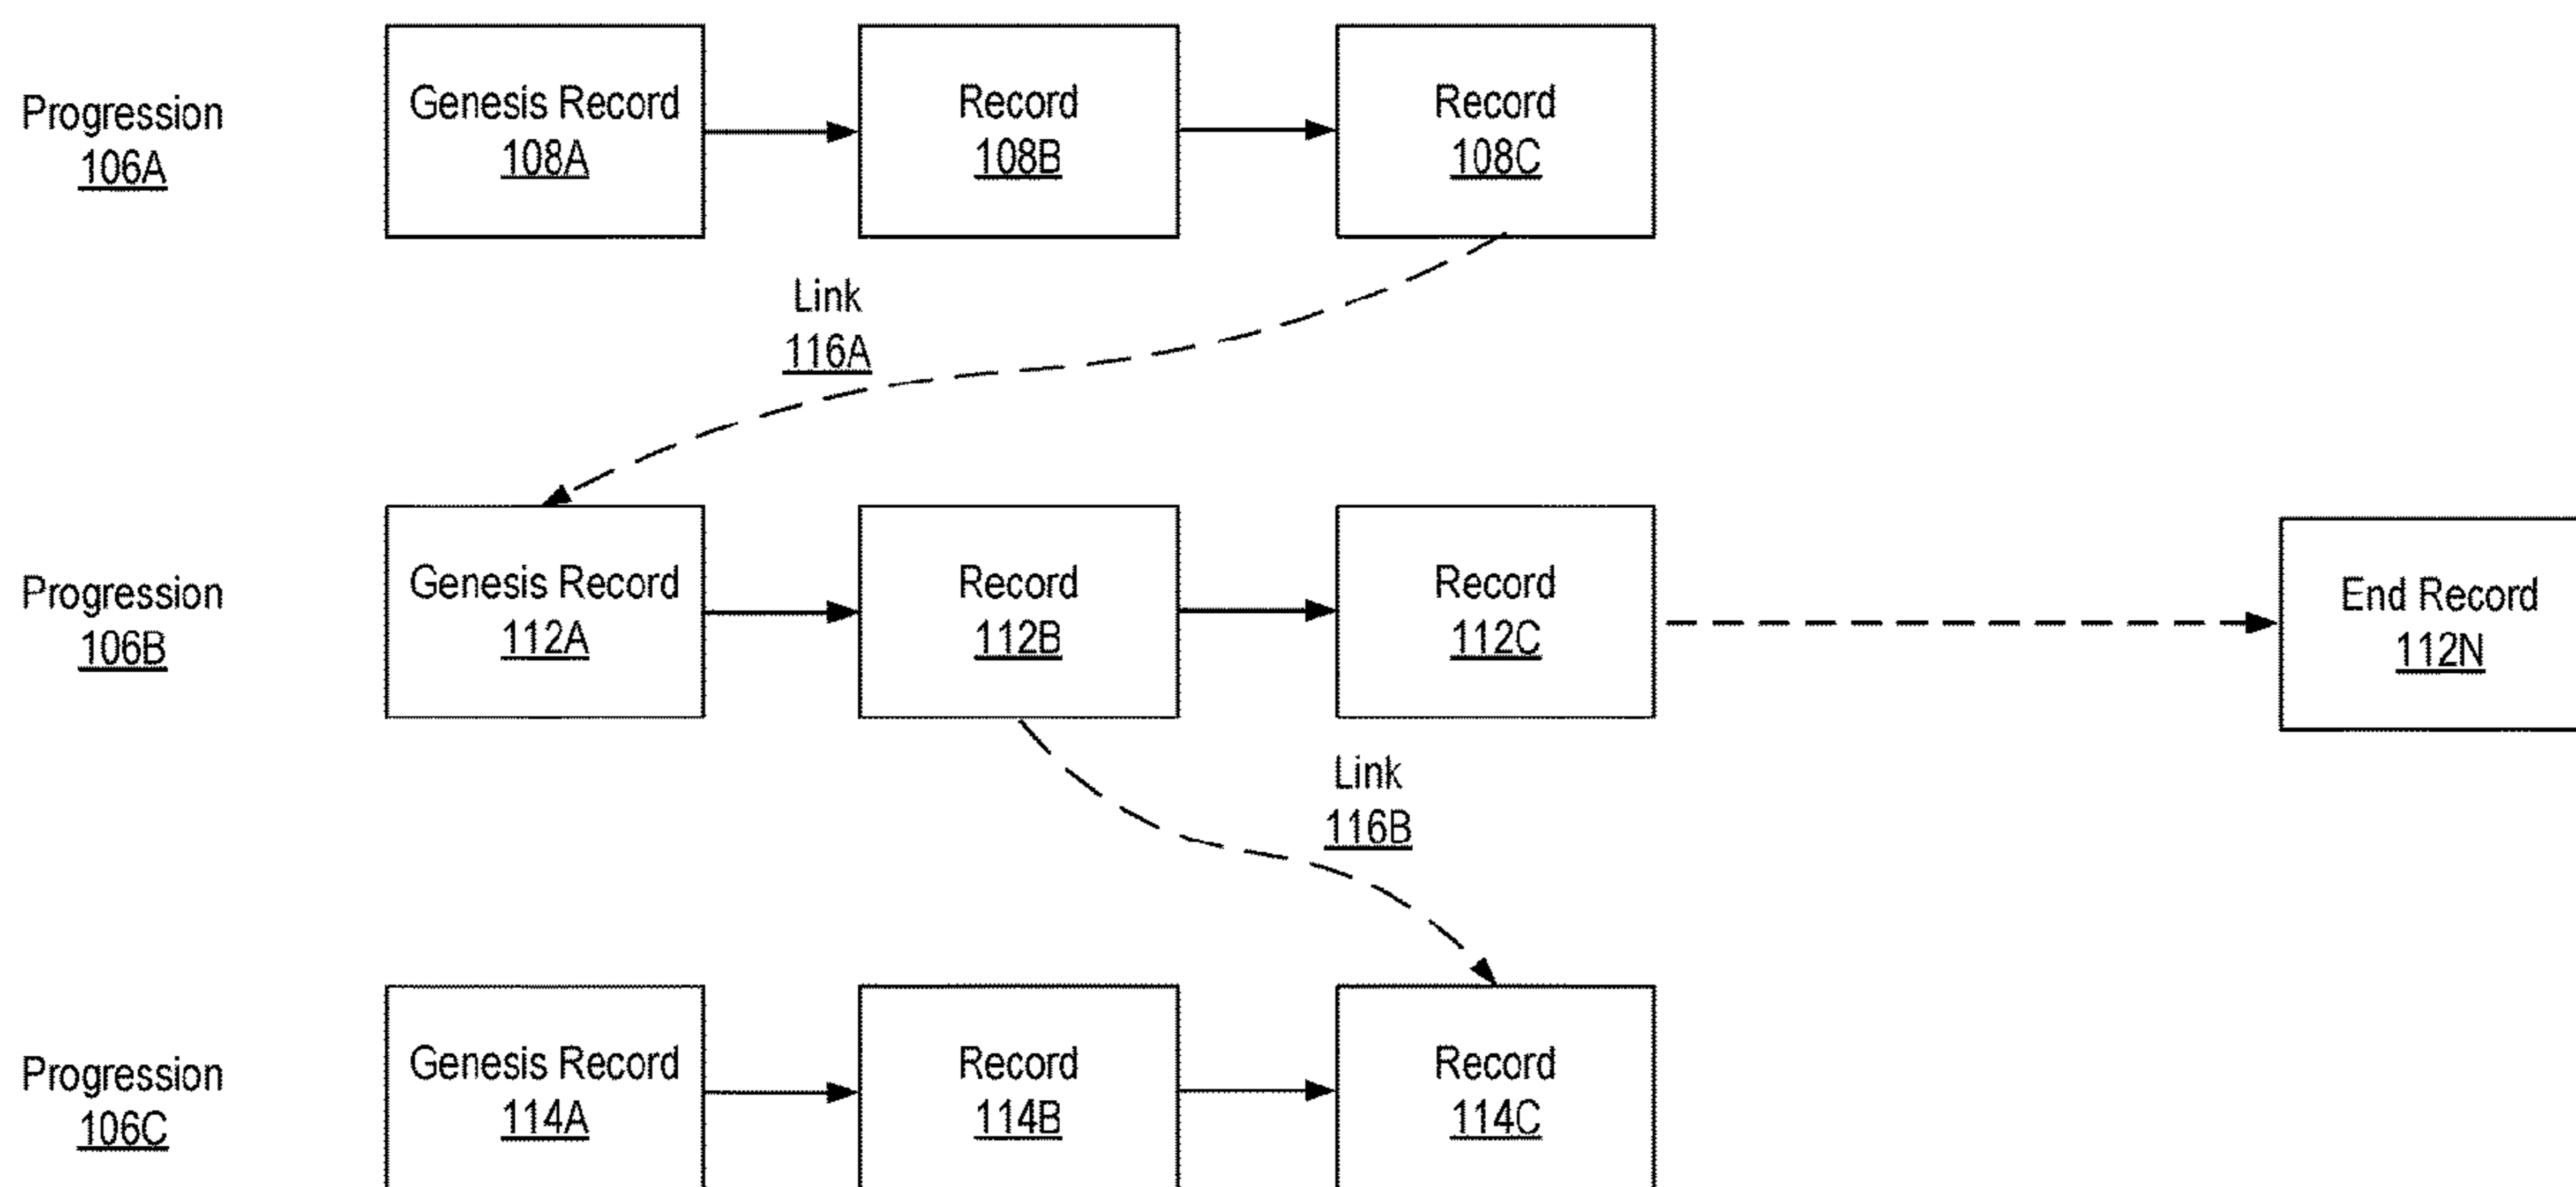 Progression
106A
Genesis Record
108A
Record
108B
Record
108C
Link
116A
Progression
106B
Genesis Record
112A
Record
112B
Record
112C
End Record
112N
Link
116B
Progression
106C
Genesis Record
114A
Record
114B
Record
114C